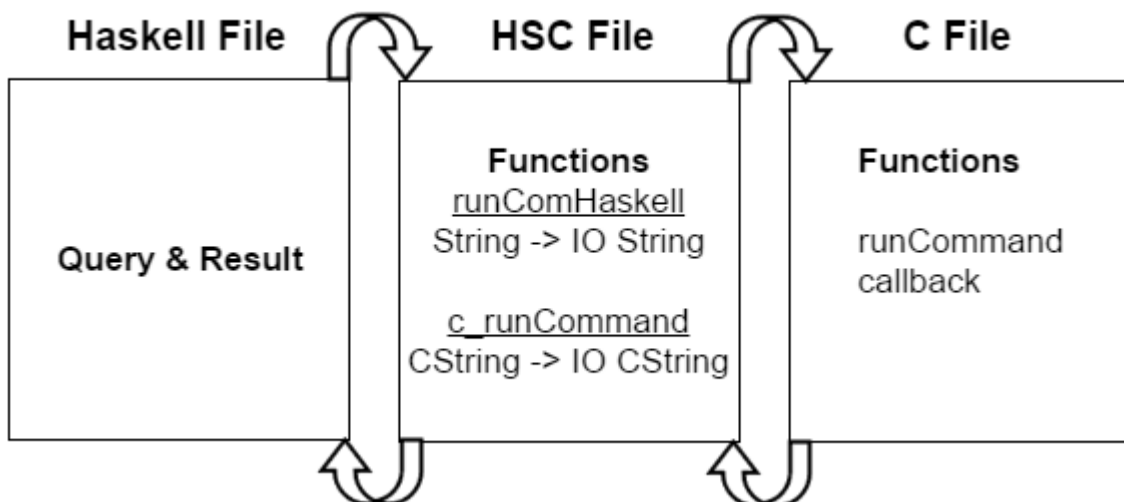 Haskell File
HSC File
C File
Query & Result
Functions
runComHaskell
String -> IO String
c_runCommand
CString -> IO CString
Functions
runCommand
callback